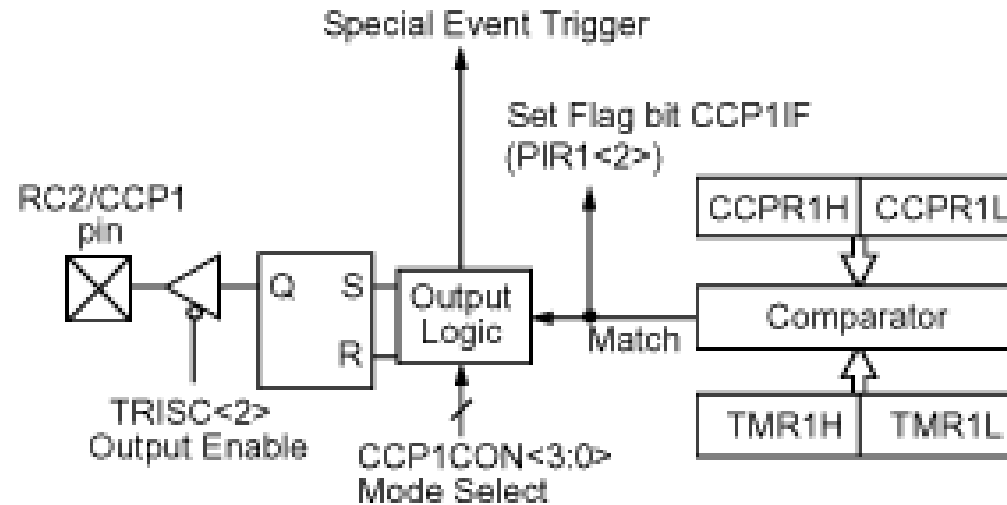 Special Event Trigger
Set Flag bit CCP1IF
(PIR1<2>)
RC2/CCP1
pin
CCPR1H CCPR1L
Q S
Output
Logic
R
Match
Comparator
TRISC<2>
Output Enable
TMR1H TMR1L
CCP1CON<3:0>
Mode Select